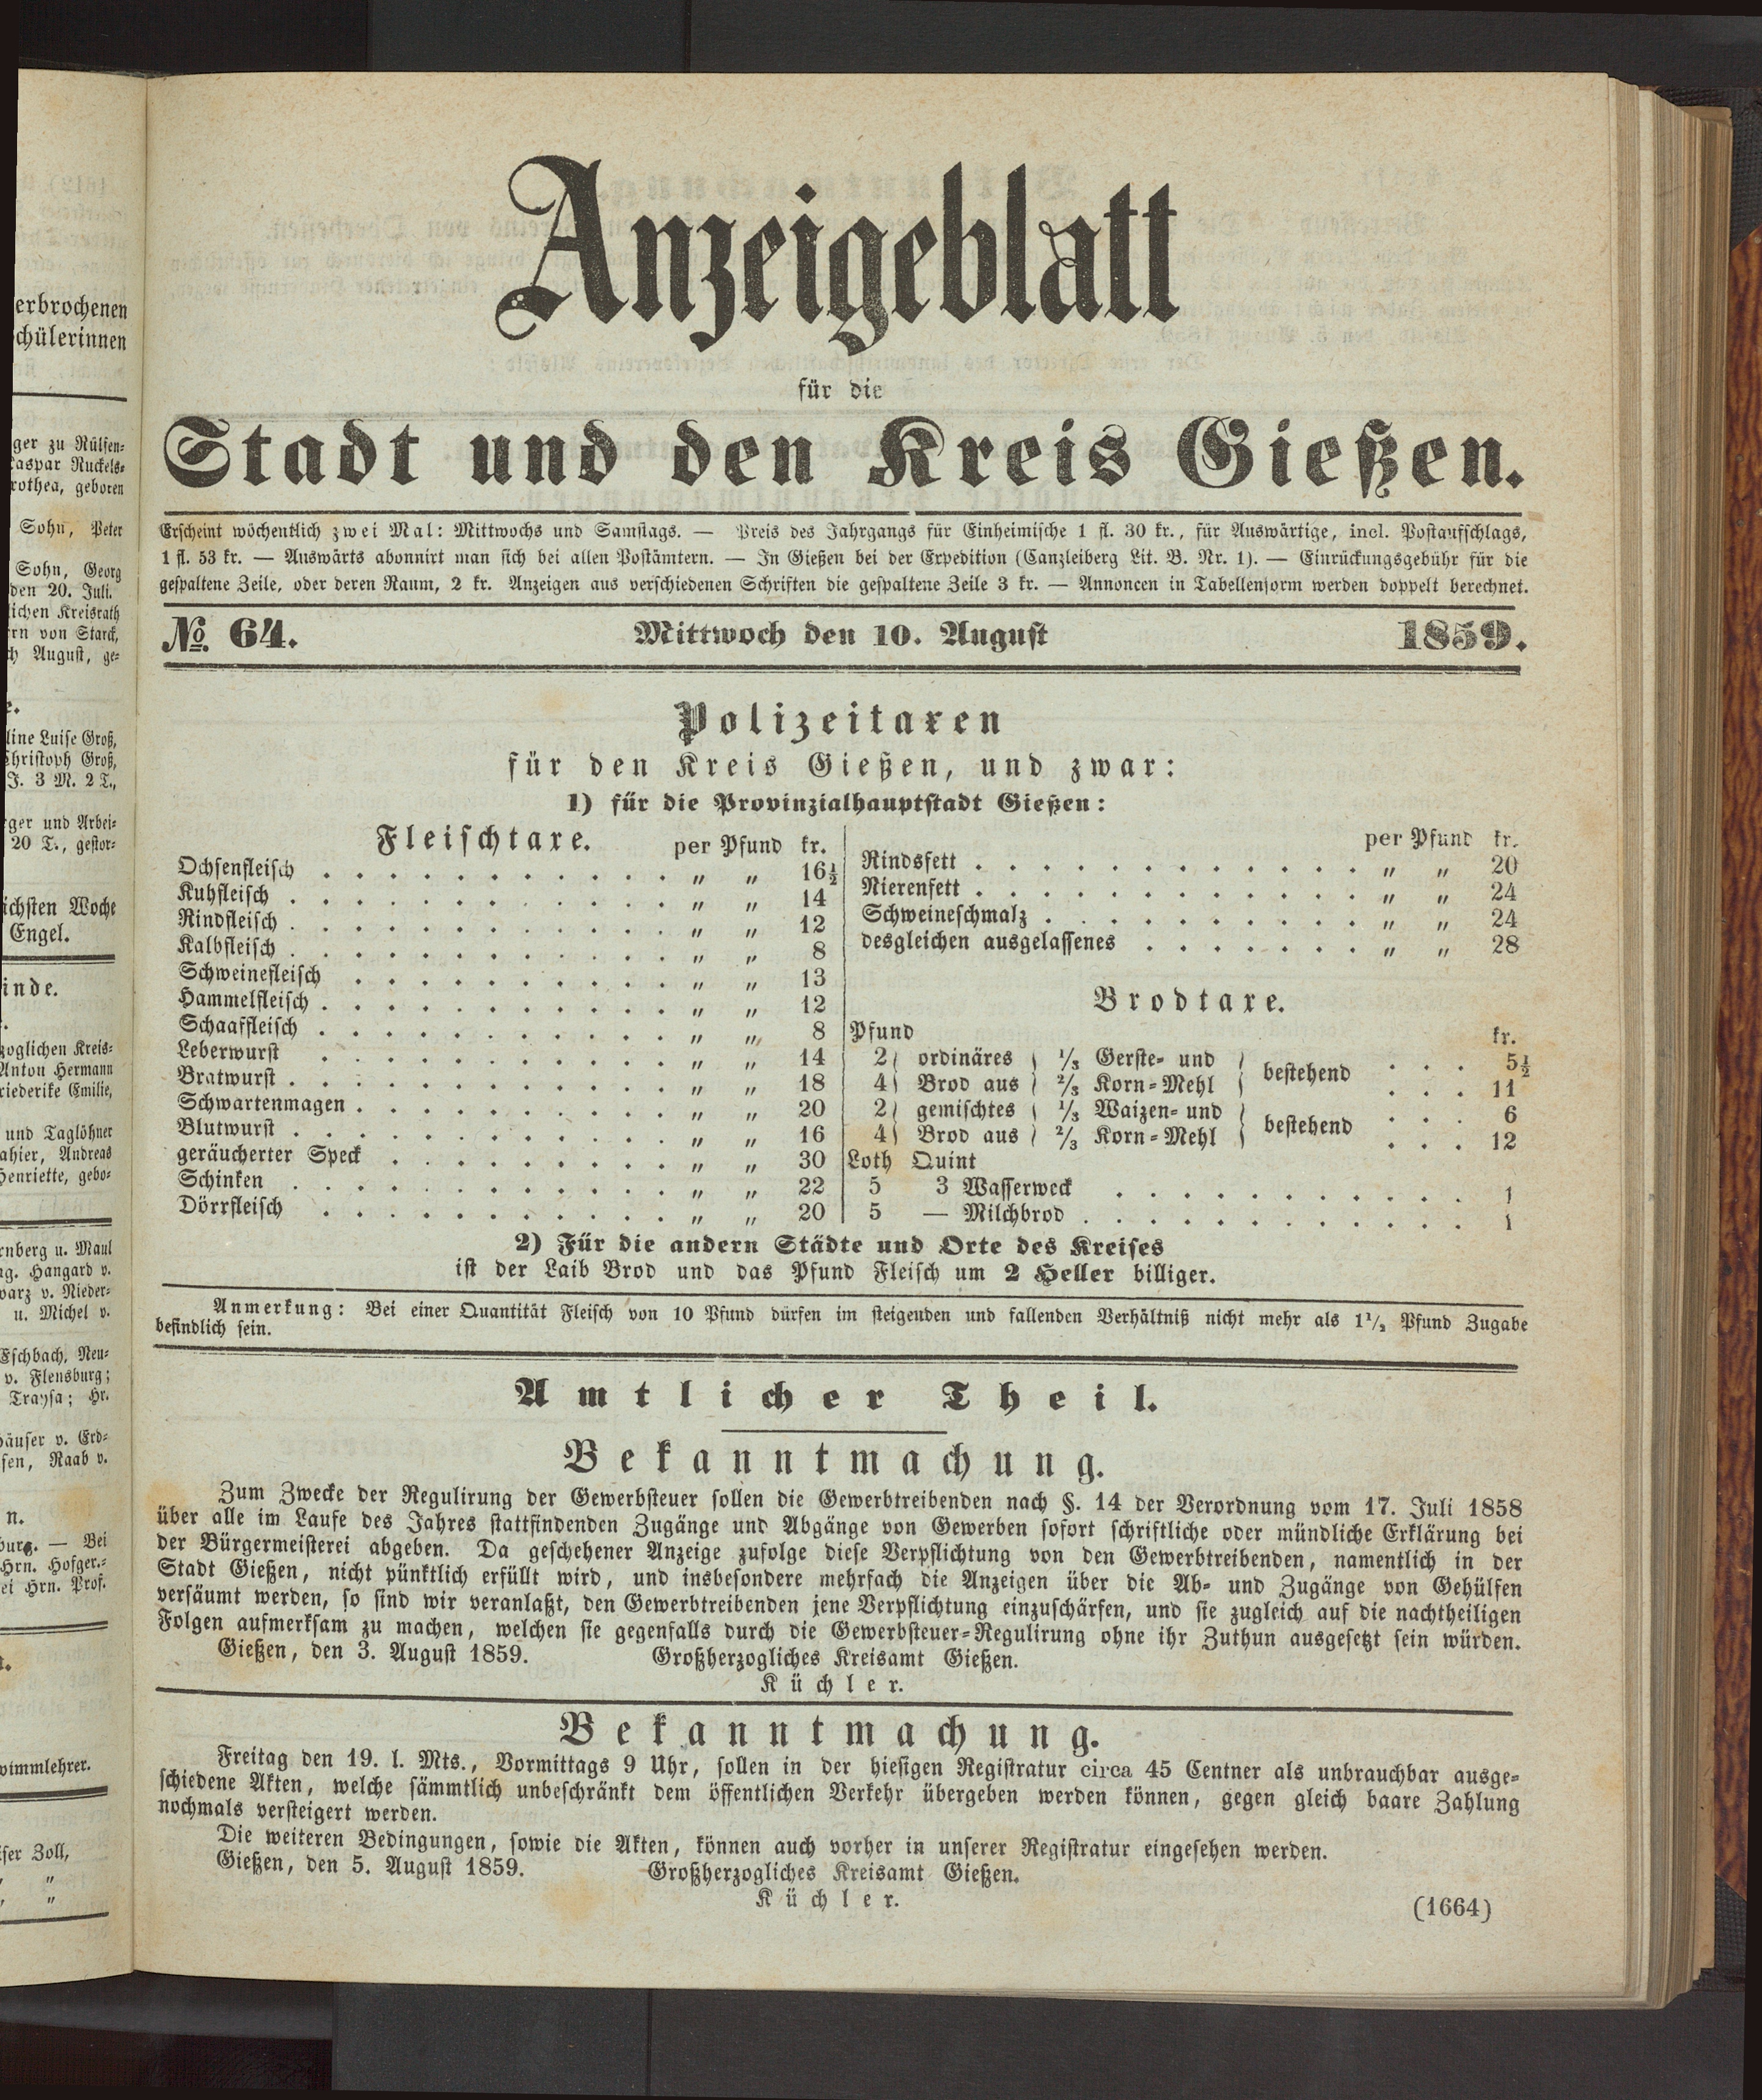 Anzeigeblatt
für die
Stadt und den Kreis Gießen.
Erscheint wöchentlich zwei Mal: Mittwochs und Samstags. — Preis des Jahrgangs für Einheimische 1 fl. 30 kr., für Auswärtige, incl. Postaufschlags,
1 fl. 53 kr. — Auswärts abonnirt man sich bei allen Postämtern. — In Gießen bei der Expedition (Canzleiberg Lit. B. Nr. 1). — Einrückungsgebühr für die
gespaltene Zeile, oder deren Raum, 2 kr. Anzeigen aus verschiedenen Schriften die gespaltene Zeile 3 kr. — Annoncen in Tabellenform werden doppelt berechnet.
No. 64. Mittwoch den 10. August 1859.
Polizeitaxen
für den Kreis Gießen, und zwar:
1) für die Provinzialhauptstadt Gießen:
Fleischtaxe. per Pfund kr.
Ochsenfleisch . . . . . . . . . . . . „ „ 16½
Kuhfleisch . . . . . . . . . . . . „ „ 14
Rindfleisch . . . . . . . . . . . . „ „ 12
Kalbfleisch . . . . . . . . . . . . „ „ 8
Schweinefleisch . . . . . . . . . . „ „ 13
Hammelfleisch . . . . . . . . . . . „ „ 12
Schaaffleisch . . . . . . . . . . . „ „ 8
Leberwurst . . . . . . . . . . . „ „ 14
Bratwurst . . . . . . . . . . . . „ „ 18
Schwartenmagen . . . . . . . . . . „ „ 20
Blutwurst . . . . . . . . . . . . „ „ 16
geräucherter Speck . . . . . . . . . „ „ 30
Schinken . . . . . . . . . . . . „ „ 22
Dörrfleisch . . . . . . . . . . . „ „ 20
per Pfund kr.
Rindsfett . . . . . . . . . . . . „ „ 20
Nierenfett . . . . . . . . . . . . „ „ 24
Schweineschmalz . . . . . . . . . . „ „ 24
desgleichen ausgelassenes . . . . . . . „ „ 28
Brodtaxe.
Pfund kr.
2 ordinäres 1/3 Gerste- und bestehend . . . 5½
4 Brod aus 2/3 Korn-Mehl . . . 11
2 gemischtes 1/3 Waizen- und bestehend . . . 6
4 Brod aus 2/3 Korn-Mehl . . . 12
Loth Quint
5 3 Wasserweck . . . . . . . . . . . 1
5 — Milchbrod . . . . . . . . . . . . 1
2) Für die andern Städte und Orte des Kreises
ist der Laib Brod und das Pfund Fleisch um 2 Heller billiger.
Anmerkung: Bei einer Quantität Fleisch von 10 Pfund dürfen im steigenden und fallenden Verhältniß nicht mehr als 1 1/2 Pfund Zugabe
befindlich sein.
Amtlicher Theil.
Bekanntmachung.
Zum Zwecke der Regulirung der Gewerbsteuer sollen die Gewerbtreibenden nach §. 14 der Verordnung vom 17. Juli 1858
über alle im Laufe des Jahres stattfindenden Zugänge und Abgänge von Gewerben sofort schriftliche oder mündliche Erklärung bei
der Bürgermeisterei abgeben. Da geschehener Anzeige zufolge diese Verpflichtung von den Gewerbtreibenden, namentlich in der
Stadt Gießen, nicht pünktlich erfüllt wird, und insbesondere mehrfach die Anzeigen über die Ab- und Zugänge von Gehülfen
versäumt werden, so sind wir veranlaßt, den Gewerbtreibenden jene Verpflichtung einzuschärfen, und sie zugleich auf die nachtheiligen
Folgen aufmerksam zu machen, welchen sie gegenfalls durch die Gewerbsteuer-Regulirung ohne ihr Zuthun ausgesetzt sein würden.
Gießen, den 3. August 1859. Großherzogliches Kreisamt Gießen.
Küchler.
Bekanntmachung.
Freitag den 19. l. Mts., Vormittags 9 Uhr, sollen in der hiesigen Registratur circa 45 Centner als unbrauchbar ausge-
schiedene Akten, welche sämmtlich unbeschränkt dem öffentlichen Verkehr übergeben werden können, gegen gleich baare Zahlung
nochmals versteigert werden.
Die weiteren Bedingungen, sowie die Akten, können auch vorher in unserer Registratur eingesehen werden.
Gießen, den 5. August 1859. Großherzogliches Kreisamt Gießen.
Küchler.
(1664)